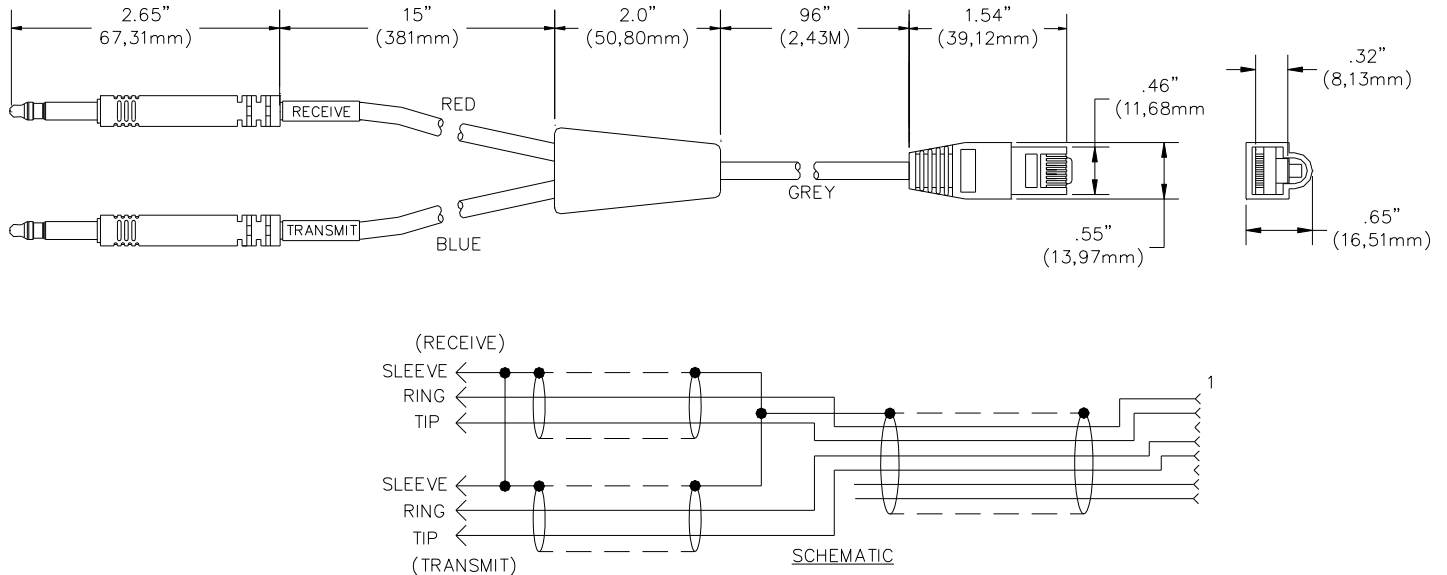 2.65"
67,31mm
15"
(381mm)
2.0"
(50,80mm)
96"
(2,43M)
1.54"
(39,12mm)
.32"
(8,13mm)
.46"
(11,68mm
RECEIVE
RED
GREY
TRANSMIT
BLUE
.55"
(13,97mm)
.65"
(16,51mm)
(RECEIVE)
SLEEVE
RING
TIP
1
SLEEVE
RING
TIP
(TRANSMIT)
SCHEMATIC